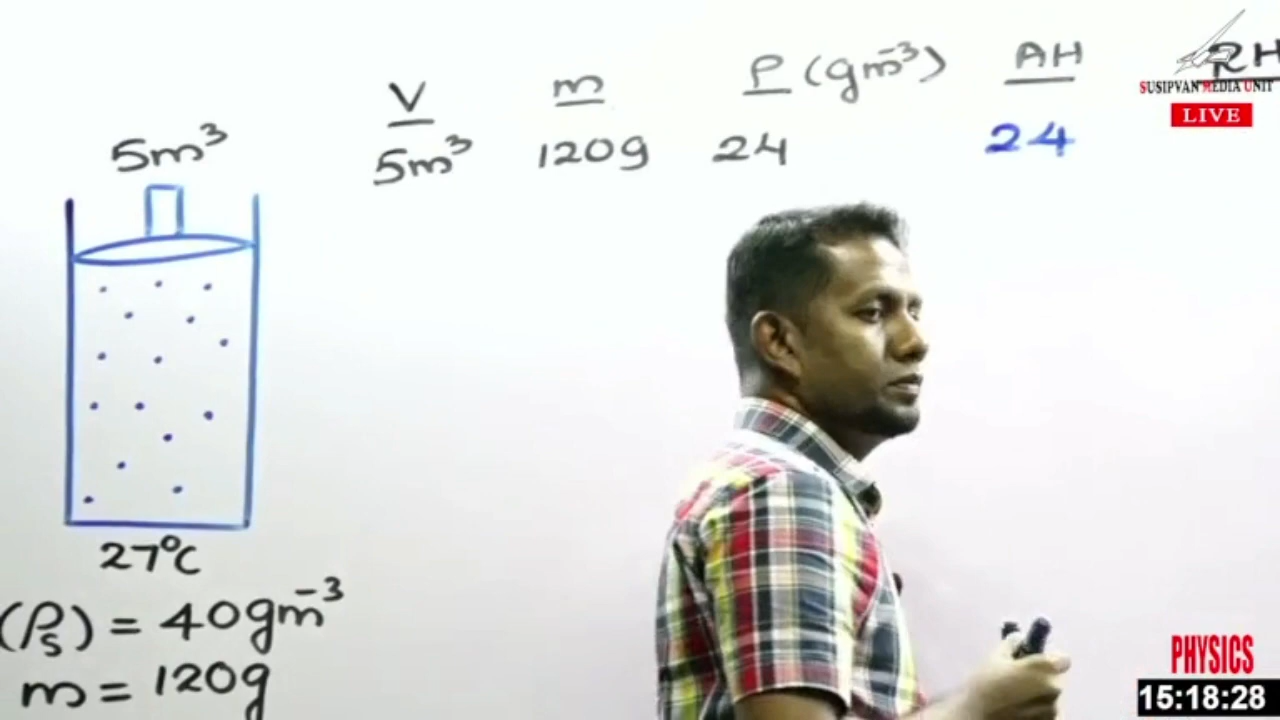 V m ρ (gm⁻³) AH RH
5m³ 120g 24 24
5m³
27°C
(ρₛ) = 40gm⁻³
m = 120g
SUSIPVAN MEDIA UNIT
LIVE
PHYSICS
15:18:28